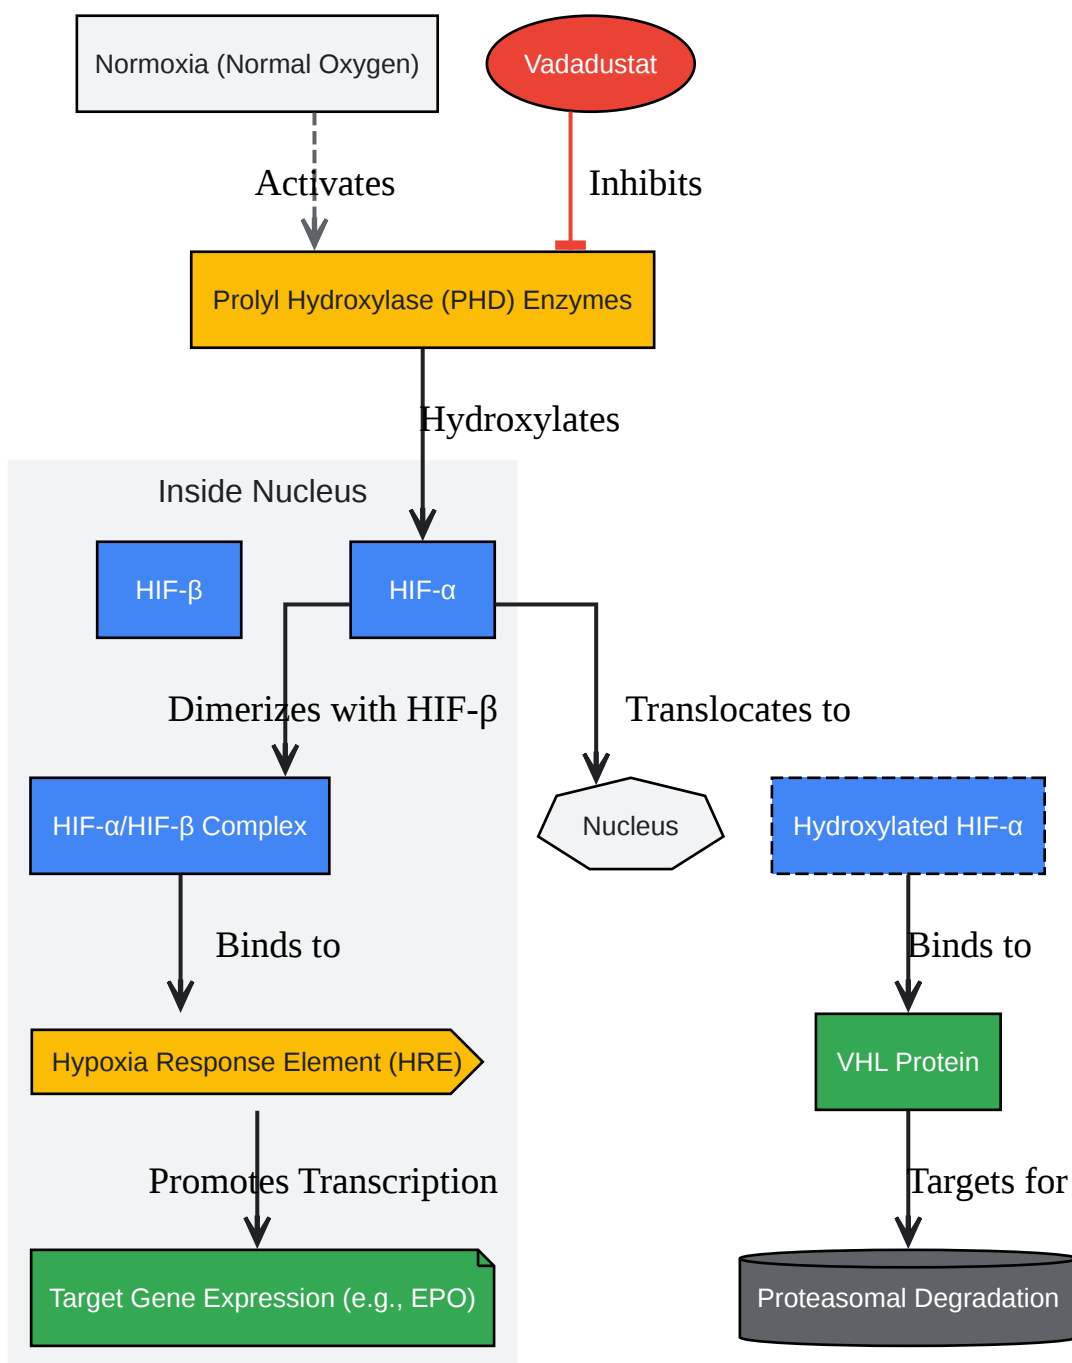 Normoxia (Normal Oxygen)
Vadadustat
Activates
Inhibits
Prolyl Hydroxylase (PHD) Enzymes
Hydroxylates
Inside Nucleus
HIF-β
HIF-α
Dimerizes with HIF-β
Translocates to
HIF-α/HIF-β Complex
Nucleus
Hydroxylated HIF-α
Binds to
Binds to
Hypoxia Response Element (HRE)
VHL Protein
Promotes Transcription
Targets for
Target Gene Expression (e.g., EPO)
Proteasomal Degradation